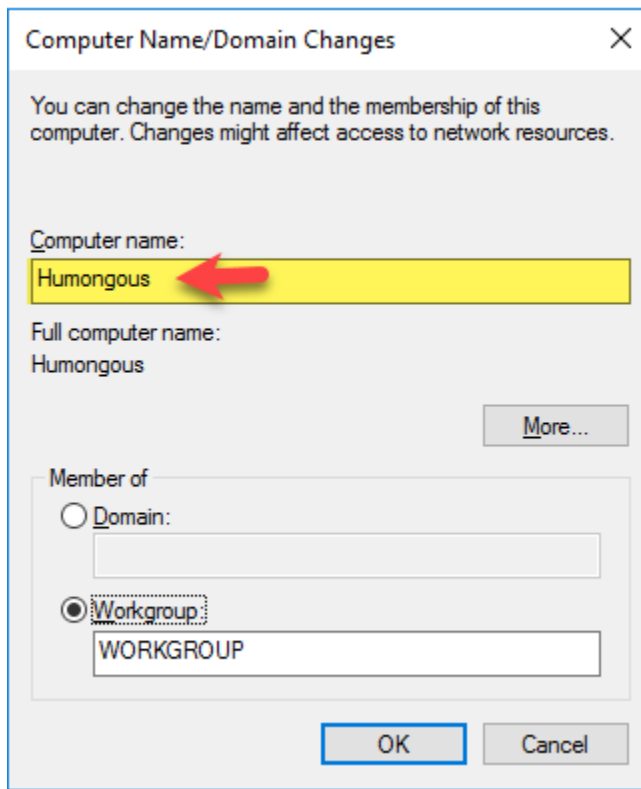 Computer Name/Domain Changes
You can change the name and the membership of this
computer. Changes might affect access to network resources.
Computer name:
Humongous
Full computer name:
Humongous
More...
Member of
Domain:
Workgroup:
WORKGROUP
OK Cancel